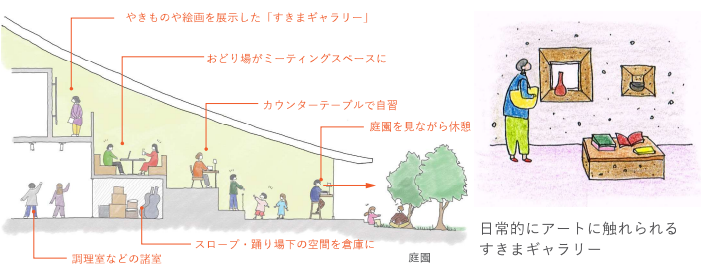 やきものや絵画を展示した「すきまギャラリー」
おどり場がミーティングスペースに
カウンターテーブルで自習
庭園を見ながら休憩
スロープ・踊り場下の空間を倉庫に
調理室などの諸室
庭園
日常的にアートに触れられる
すきまギャラリー